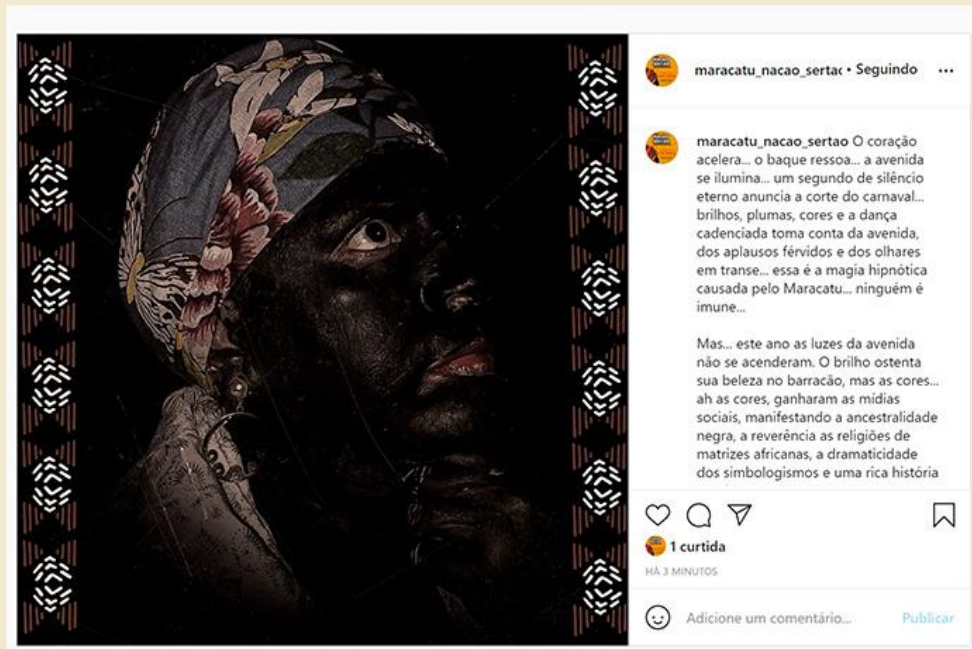 maracatu_nacao_sertac • Seguindo
maracatu_nacao_sertao O coração
acelera... o baque ressoa... a avenida
se ilumina... um segundo de silêncio
eterno anuncia a corte do carnaval...
brilhos, plumas, cores e a dança
cadenciada toma conta da avenida,
dos aplausos férvidos e dos olhares
em transe... essa é a magia hipnótica
causada pelo Maracatu... ninguém é
imune...
Mas... este ano as luzes da avenida
não se acenderam. O brilho ostenta
sua beleza no barracão, mas as cores...
ah as cores, ganharam as mídias
sociais, manifestando a ancestralidade
negra, a reverência as religiões de
matrizes africanas, a dramaticidade
dos simbologismos e uma rica história
1 curtida
HÁ 3 MINUTOS
Adicione um comentário... Publicar